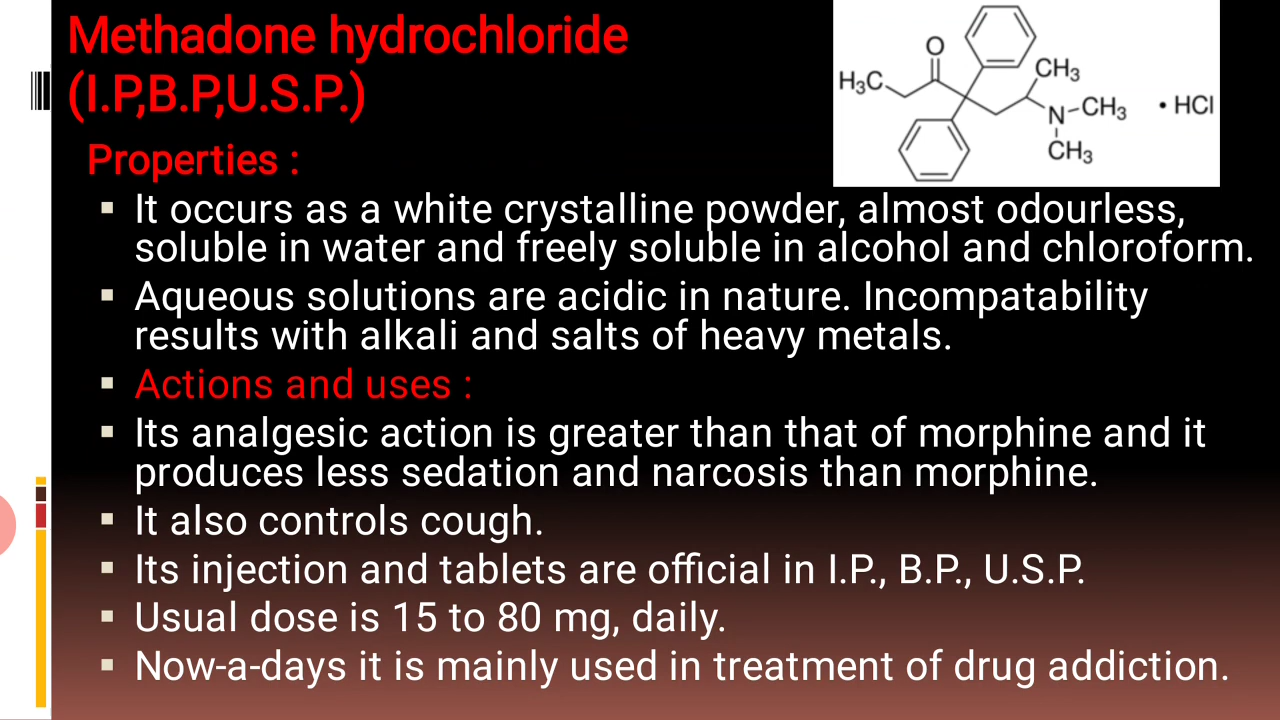 Methadone hydrochloride
(I.P,B.P,U.S.P.)
O
H₃C
CH₃
N-CH₃
CH₃
• HCl
Properties :
▪ It occurs as a white crystalline powder, almost odourless,
soluble in water and freely soluble in alcohol and chloroform.
▪ Aqueous solutions are acidic in nature. Incompatability
results with alkali and salts of heavy metals.
▪ Actions and uses :
▪ Its analgesic action is greater than that of morphine and it
produces less sedation and narcosis than morphine.
▪ It also controls cough.
▪ Its injection and tablets are official in I.P., B.P., U.S.P.
▪ Usual dose is 15 to 80 mg, daily.
▪ Now-a-days it is mainly used in treatment of drug addiction.